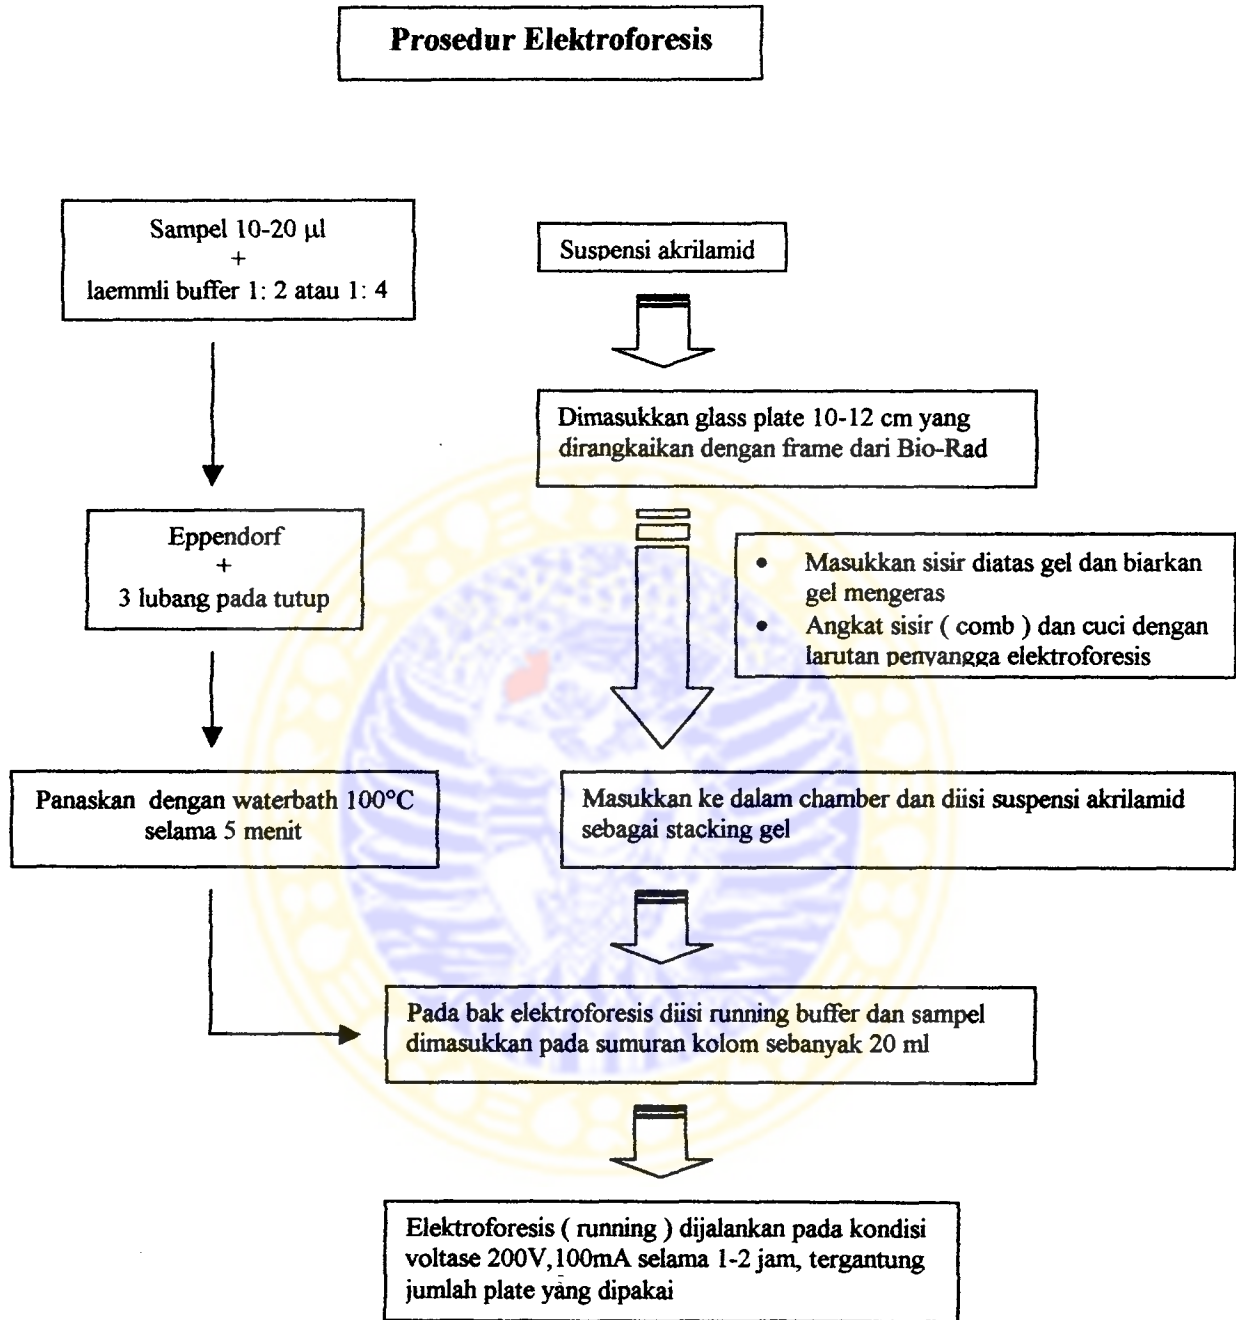 Prosedur Elektroforesis
Sampel 10-20 µl
+
laemmli buffer 1: 2 atau 1: 4
Eppendorf
+
3 lubang pada tutup
Panaskan dengan waterbath 100°C
selama 5 menit
Suspensi akrilamid
Dimasukkan glass plate 10-12 cm yang
dirangkaikan dengan frame dari Bio-Rad
• Masukkan sisir diatas gel dan biarkan
gel mengeras
• Angkat sisir ( comb ) dan cuci dengan
larutan penyangga elektroforesis
Masukkan ke dalam chamber dan diisi suspensi akrilamid
sebagai stacking gel
Pada bak elektroforesis diisi running buffer dan sampel
dimasukkan pada sumuran kolom sebanyak 20 ml
Elektroforesis ( running ) dijalankan pada kondisi
voltase 200V,100mA selama 1-2 jam, tergantung
jumlah plate yang dipakai